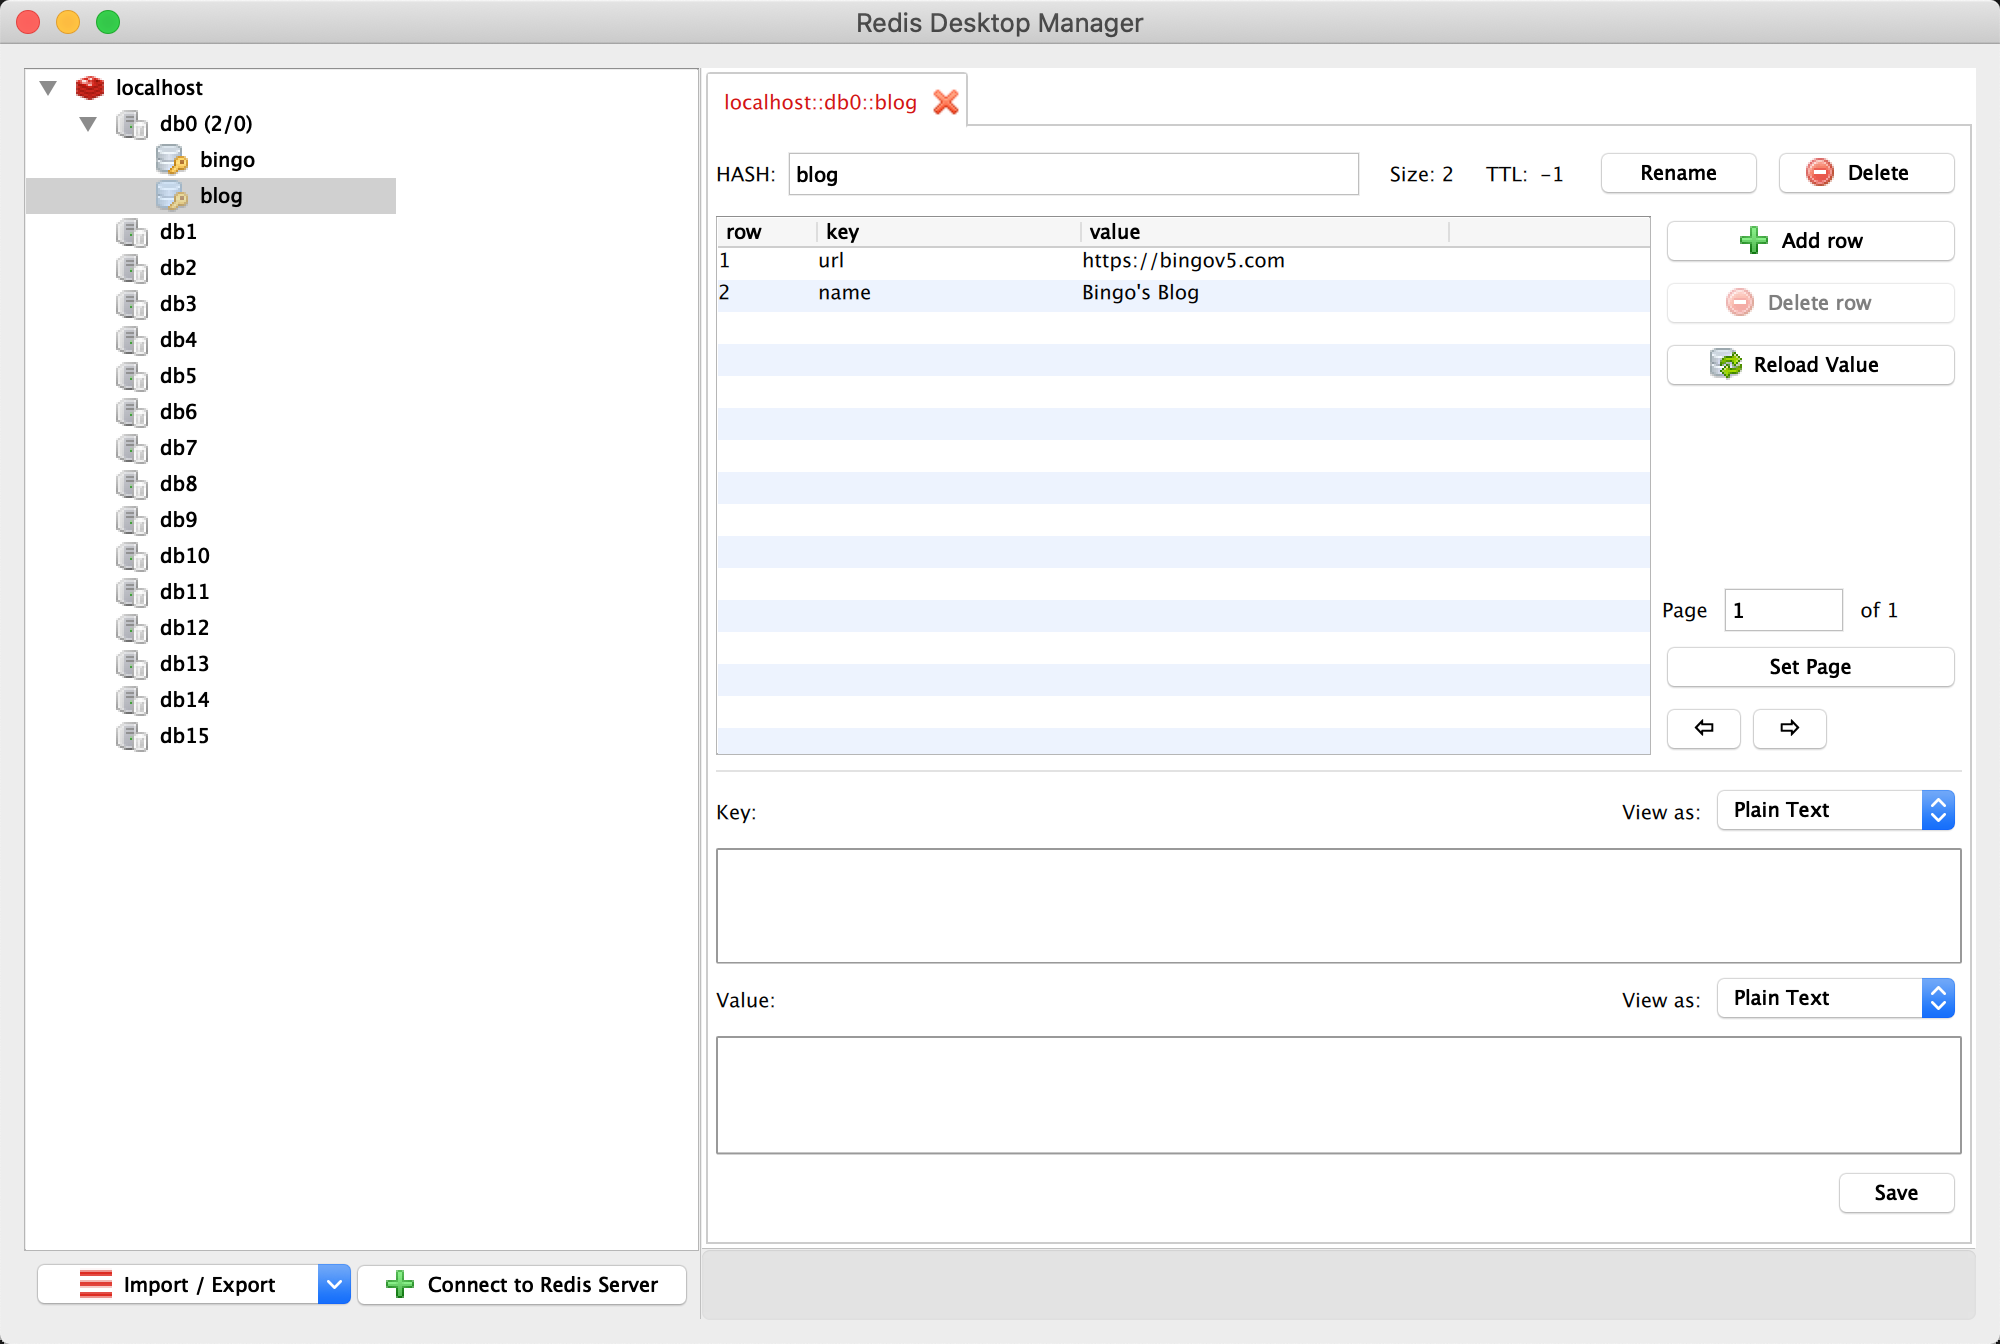 Redis Desktop Manager
localhost
db0 (2/0)
bingo
blog
db1
db2
db3
db4
db5
db6
db7
db8
db9
db10
db11
db12
db13
db14
db15
Import / Export
Connect to Redis Server
localhost::db0::blog
HASH: blog Size: 2 TTL: -1 Rename Delete
row key value
1 url https://bingov5.com
2 name Bingo's Blog
Add row
Delete row
Reload Value
Page 1 of 1
Set Page
Key: View as: Plain Text
Value: View as: Plain Text
Save